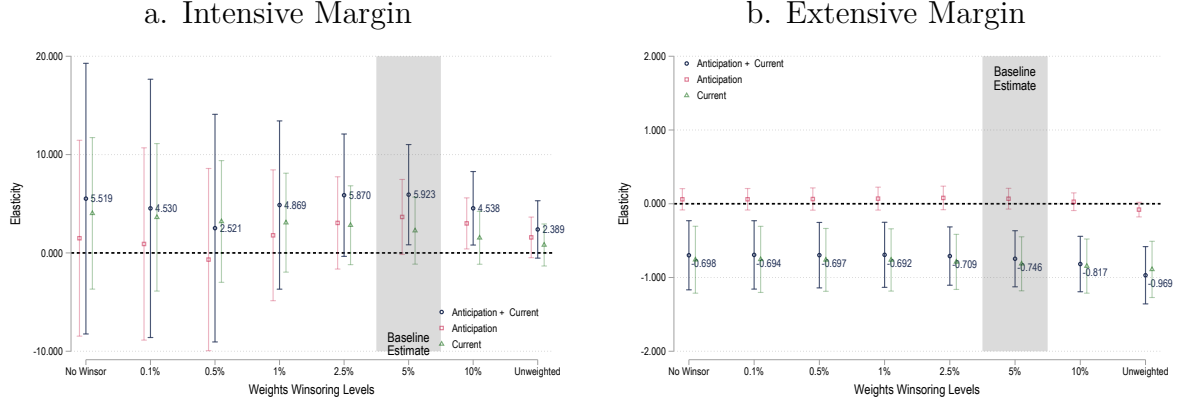 a. Intensive Margin
20.000
10.000
0.000
-10.000
Elasticity
5.519
4.530
2.521
4.869
5.870
5.923
4.538
2.389
Baseline
Estimate
Anticipation + Current
Anticipation
Current
No Winsor
0.1%
0.5%
1%
2.5%
5%
10%
Unweighted
Weights Winsoring Levels
b. Extensive Margin
2.000
1.000
0.000
-1.000
-2.000
Elasticity
Anticipation + Current
Anticipation
Current
Baseline
Estimate
-0.698
-0.694
-0.697
-0.692
-0.709
-0.746
-0.817
-0.969
No Winsor
0.1%
0.5%
1%
2.5%
5%
10%
Unweighted
Weights Winsoring Levels